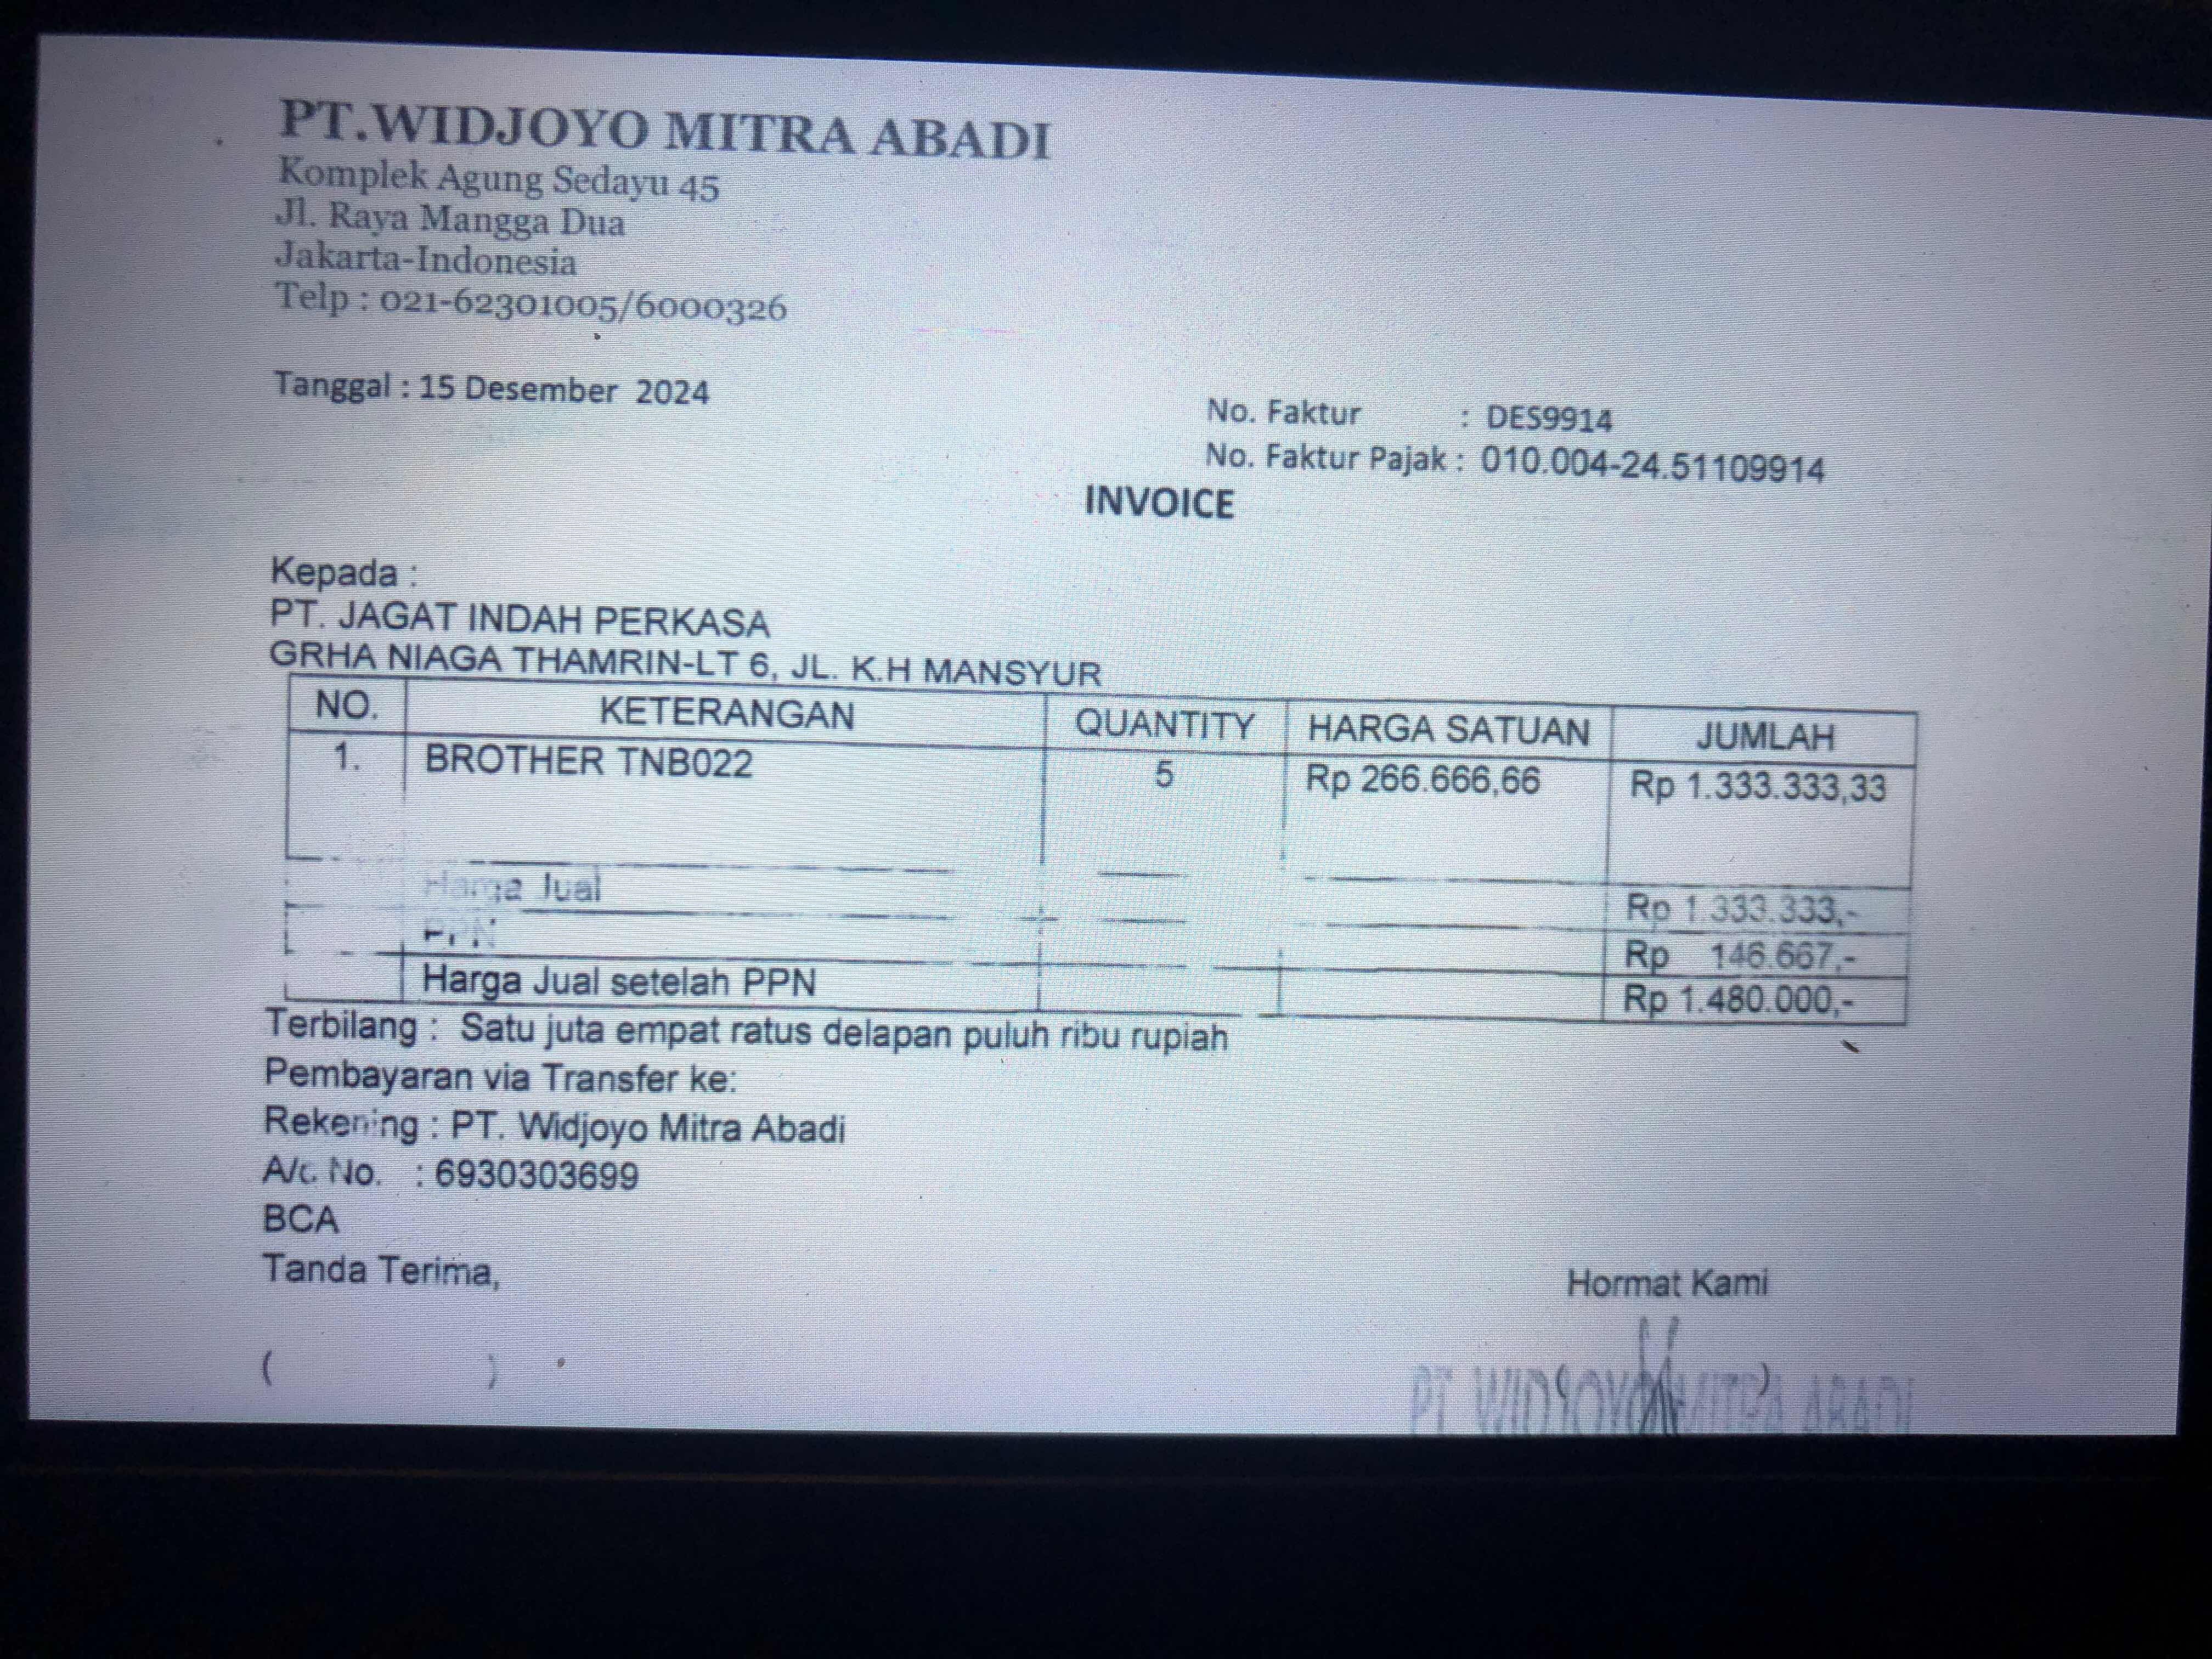 PT.WIDJOYO MITRA ABADI
Komplek Agung Sedayu 45
Jl. Raya Mangga Dua
Jakarta-Indonesia
Telp : 021-62301005/6000326
Tanggal : 15 Desember 2024
No. Faktur : DES9914
No. Faktur Pajak : 010.004-24.51109914
INVOICE
Kepada :
PT. JAGAT INDAH PERKASA
GRHA NIAGA THAMRIN-LT 6, JL. K.H MANSYUR
NO. KETERANGAN QUANTITY HARGA SATUAN JUMLAH
1. BROTHER TNB022 5 Rp 266.666,66 Rp 1.333.333,33
Harga Jual Rp 1.333.333,-
PPN Rp 146.667,-
Harga Jual setelah PPN Rp 1.480.000,-
Terbilang : Satu juta empat ratus delapan puluh ribu rupiah
Pembayaran via Transfer ke:
Rekening : PT. Widjoyo Mitra Abadi
A/c No. : 6930303699
BCA
Tanda Terima,
Hormat Kami
( )
PT WIDJOYO MITRA ABADI